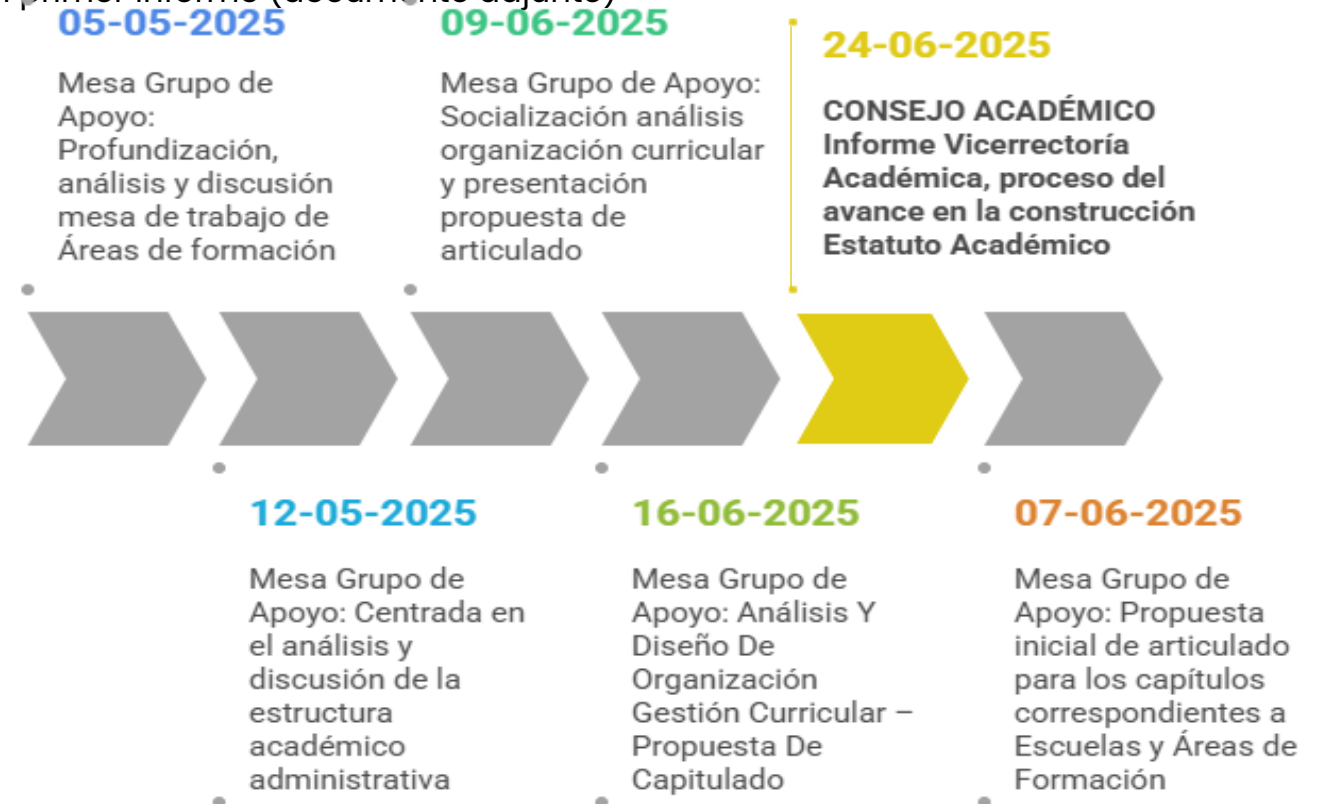 primer informe (documento adjunto)
05-05-2025
Mesa Grupo de
Apoyo:
Profundización,
análisis y discusión
mesa de trabajo de
Áreas de formación
09-06-2025
Mesa Grupo de Apoyo:
Socialización análisis
organización curricular
y presentación
propuesta de
articulado
24-06-2025
CONSEJO ACADÉMICO
Informe Vicerrectoría
Académica, proceso del
avance en la construcción
Estatuto Académico
12-05-2025
Mesa Grupo de
Apoyo: Centrada en
el análisis y
discusión de la
estructura
académico
administrativa
16-06-2025
Mesa Grupo de
Apoyo: Análisis Y
Diseño De
Organización
Gestión Curricular –
Propuesta De
Capitulado
07-06-2025
Mesa Grupo de
Apoyo: Propuesta
inicial de articulado
para los capítulos
correspondientes a
Escuelas y Áreas de
Formación